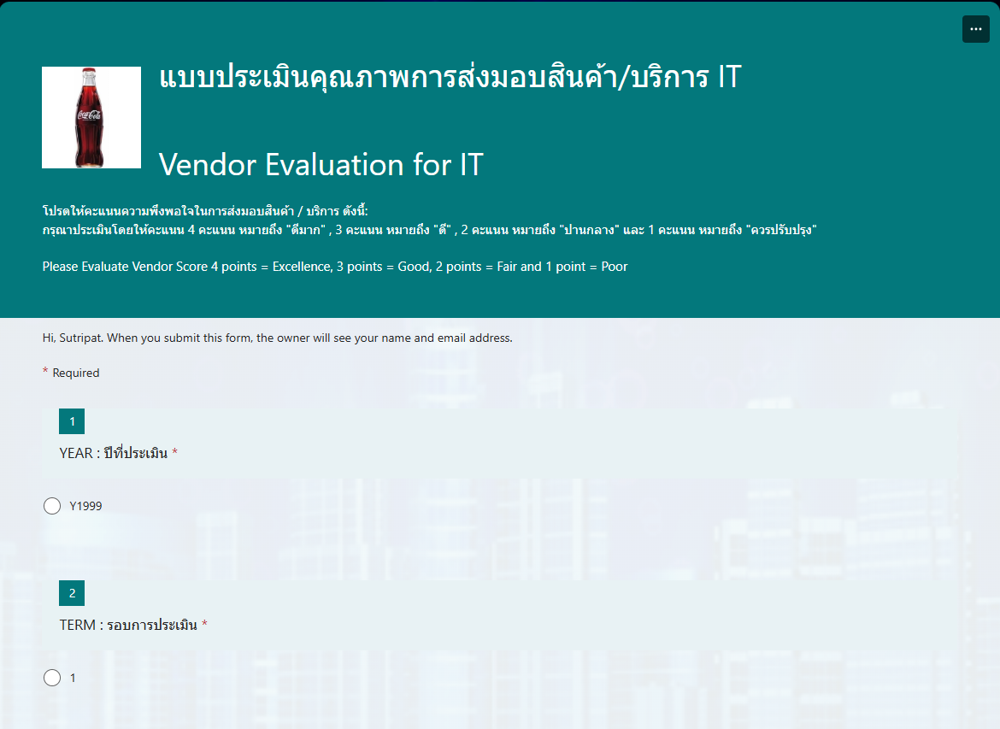 แบบประเมินคุณภาพการส่งมอบสินค้า/บริการ IT
Coca-Cola
Vendor Evaluation for IT
โปรดให้คะแนนความพึงพอใจในการส่งมอบสินค้า / บริการ ดังนี้:
กรุณาประเมินโดยให้คะแนน 4 คะแนน หมายถึง "ดีมาก" , 3 คะแนน หมายถึง "ดี" , 2 คะแนน หมายถึง "ปานกลาง" และ 1 คะแนน หมายถึง "ควรปรับปรุง"
Please Evaluate Vendor Score 4 points = Excellence, 3 points = Good, 2 points = Fair and 1 point = Poor
Hi, Sutripat. When you submit this form, the owner will see your name and email address.
* Required
1
YEAR : ปีที่ประเมิน *
Y1999
2
TERM : รอบการประเมิน *
1